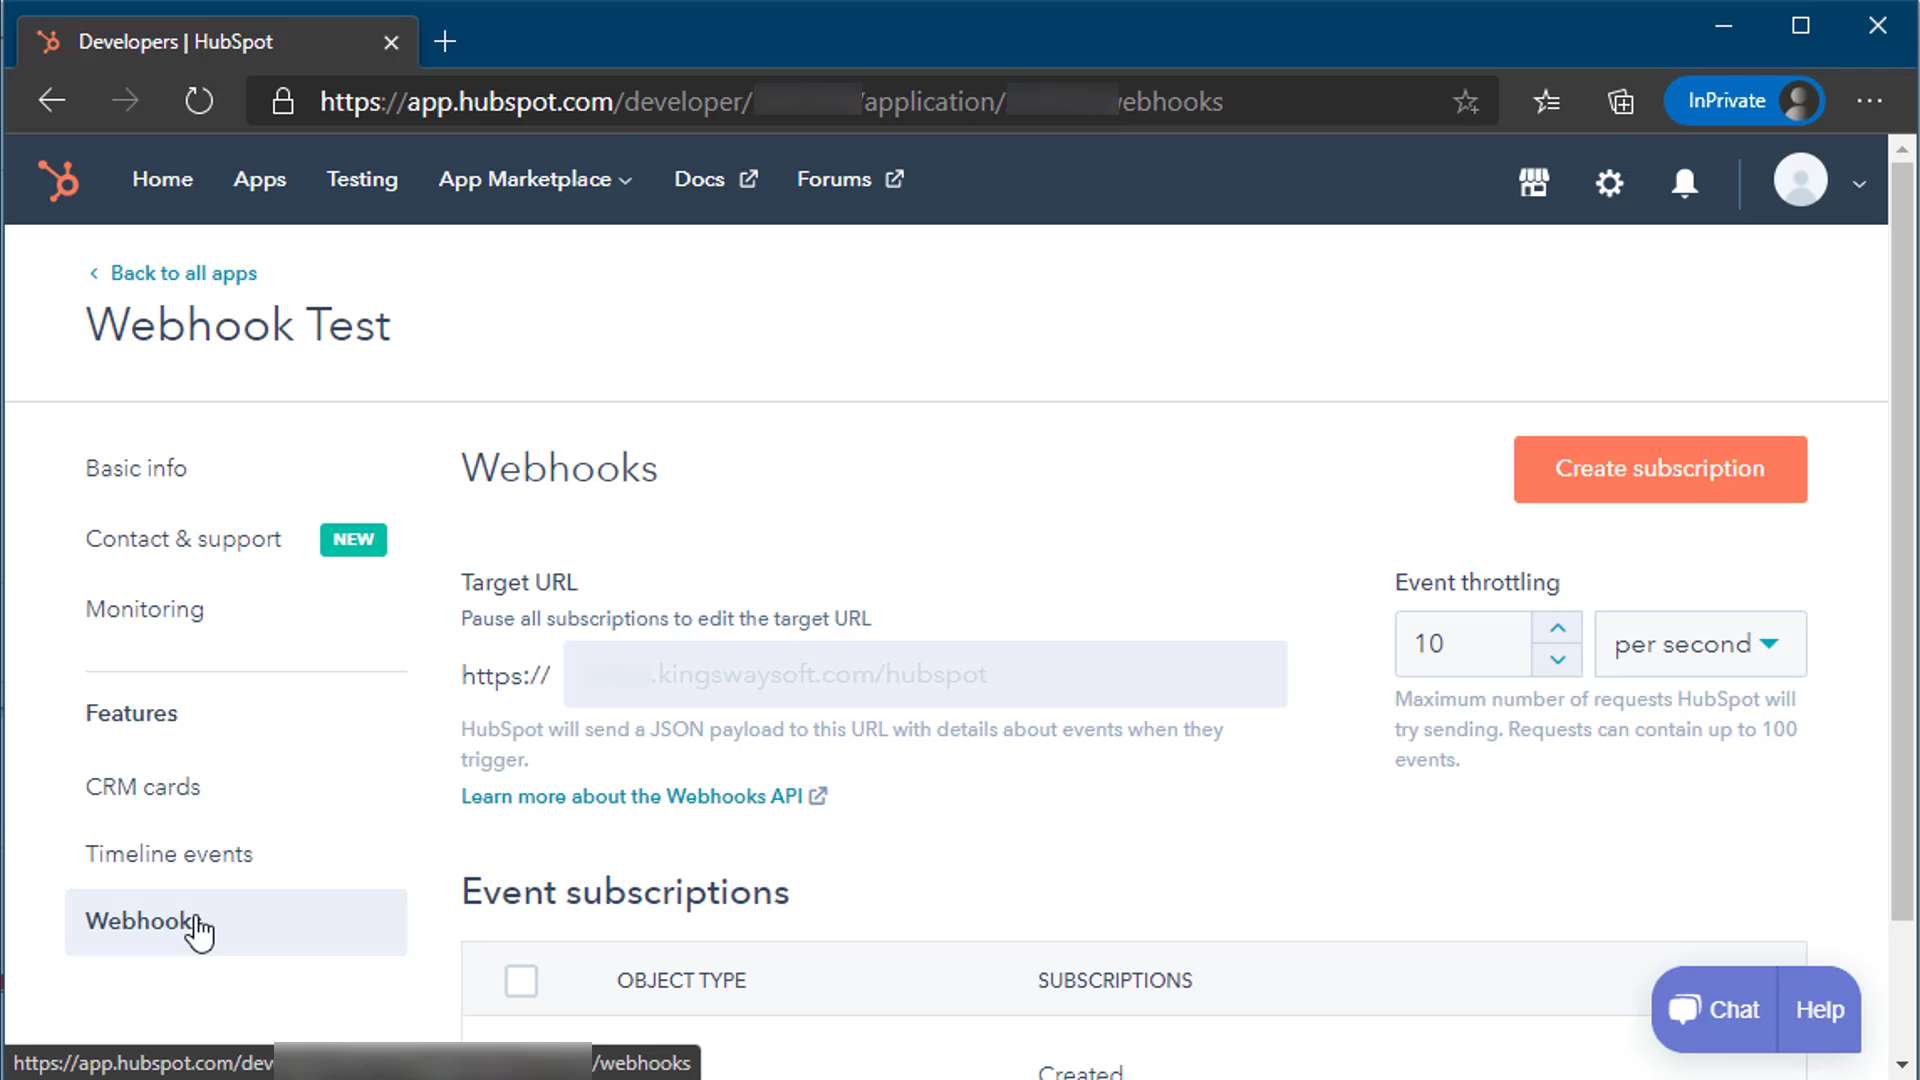 Developers | HubSpot
https://app.hubspot.com/developer/ /application/ ebhooks
InPrivate
Home Apps Testing App Marketplace Docs Forums
Back to all apps
Webhook Test
Basic info
Contact & support NEW
Monitoring
Features
CRM cards
Timeline events
Webhook
Webhooks
Create subscription
Target URL
Pause all subscriptions to edit the target URL
https:// .kingswaysoft.com/hubspot
HubSpot will send a JSON payload to this URL with details about events when they
trigger.
Learn more about the Webhooks API
Event throttling
10 per second
Maximum number of requests HubSpot will
try sending. Requests can contain up to 100
events.
Event subscriptions
OBJECT TYPE SUBSCRIPTIONS
Created
Chat Help
https://app.hubspot.com/dev /webhooks